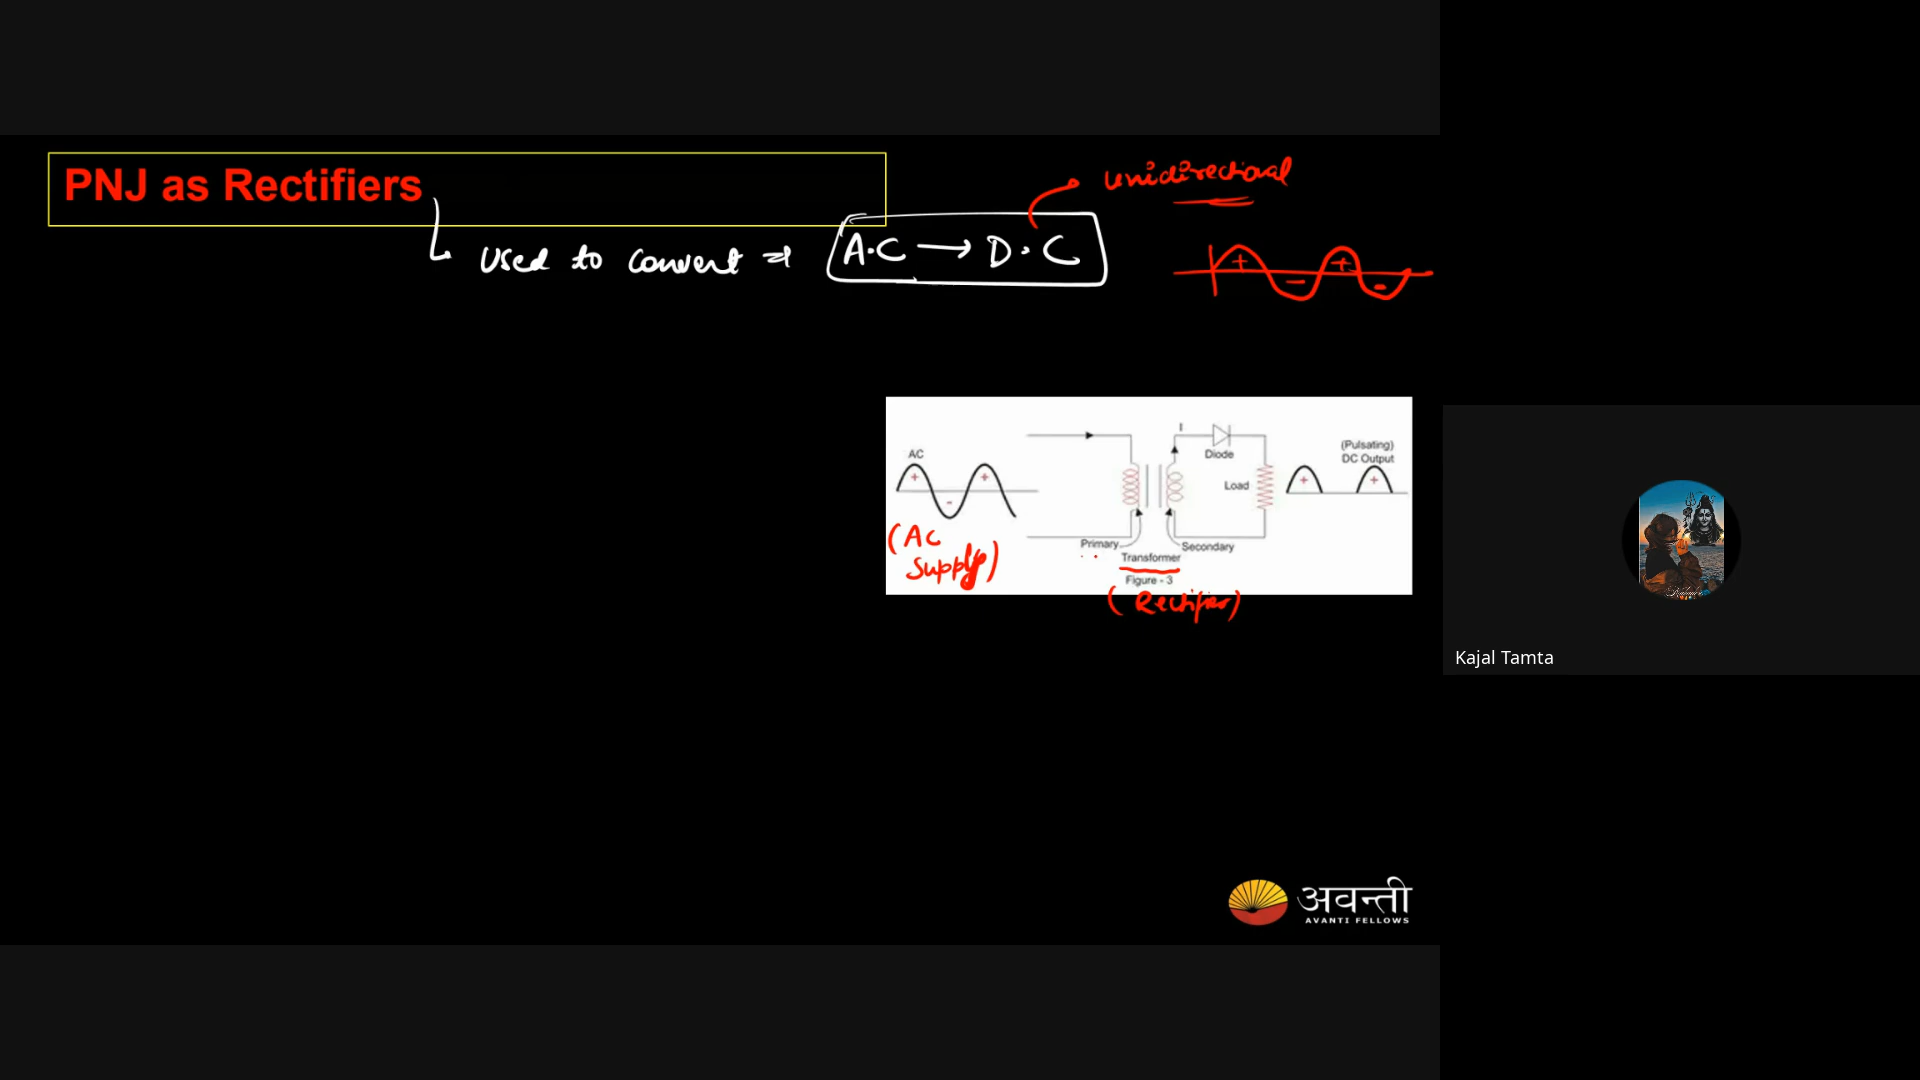 PNJ as Rectifiers
unidirectional
used to convert ⇒ A.C → D.C
+ - + -
I
(Pulsating)
DC Output
AC
Diode
+ - +
Load
+ +
(AC
Supply)
Primary
Secondary
Transformer
Figure - 3
(Rectifier)
Kajal Tamta
अवन्ती
AVANTI FELLOWS